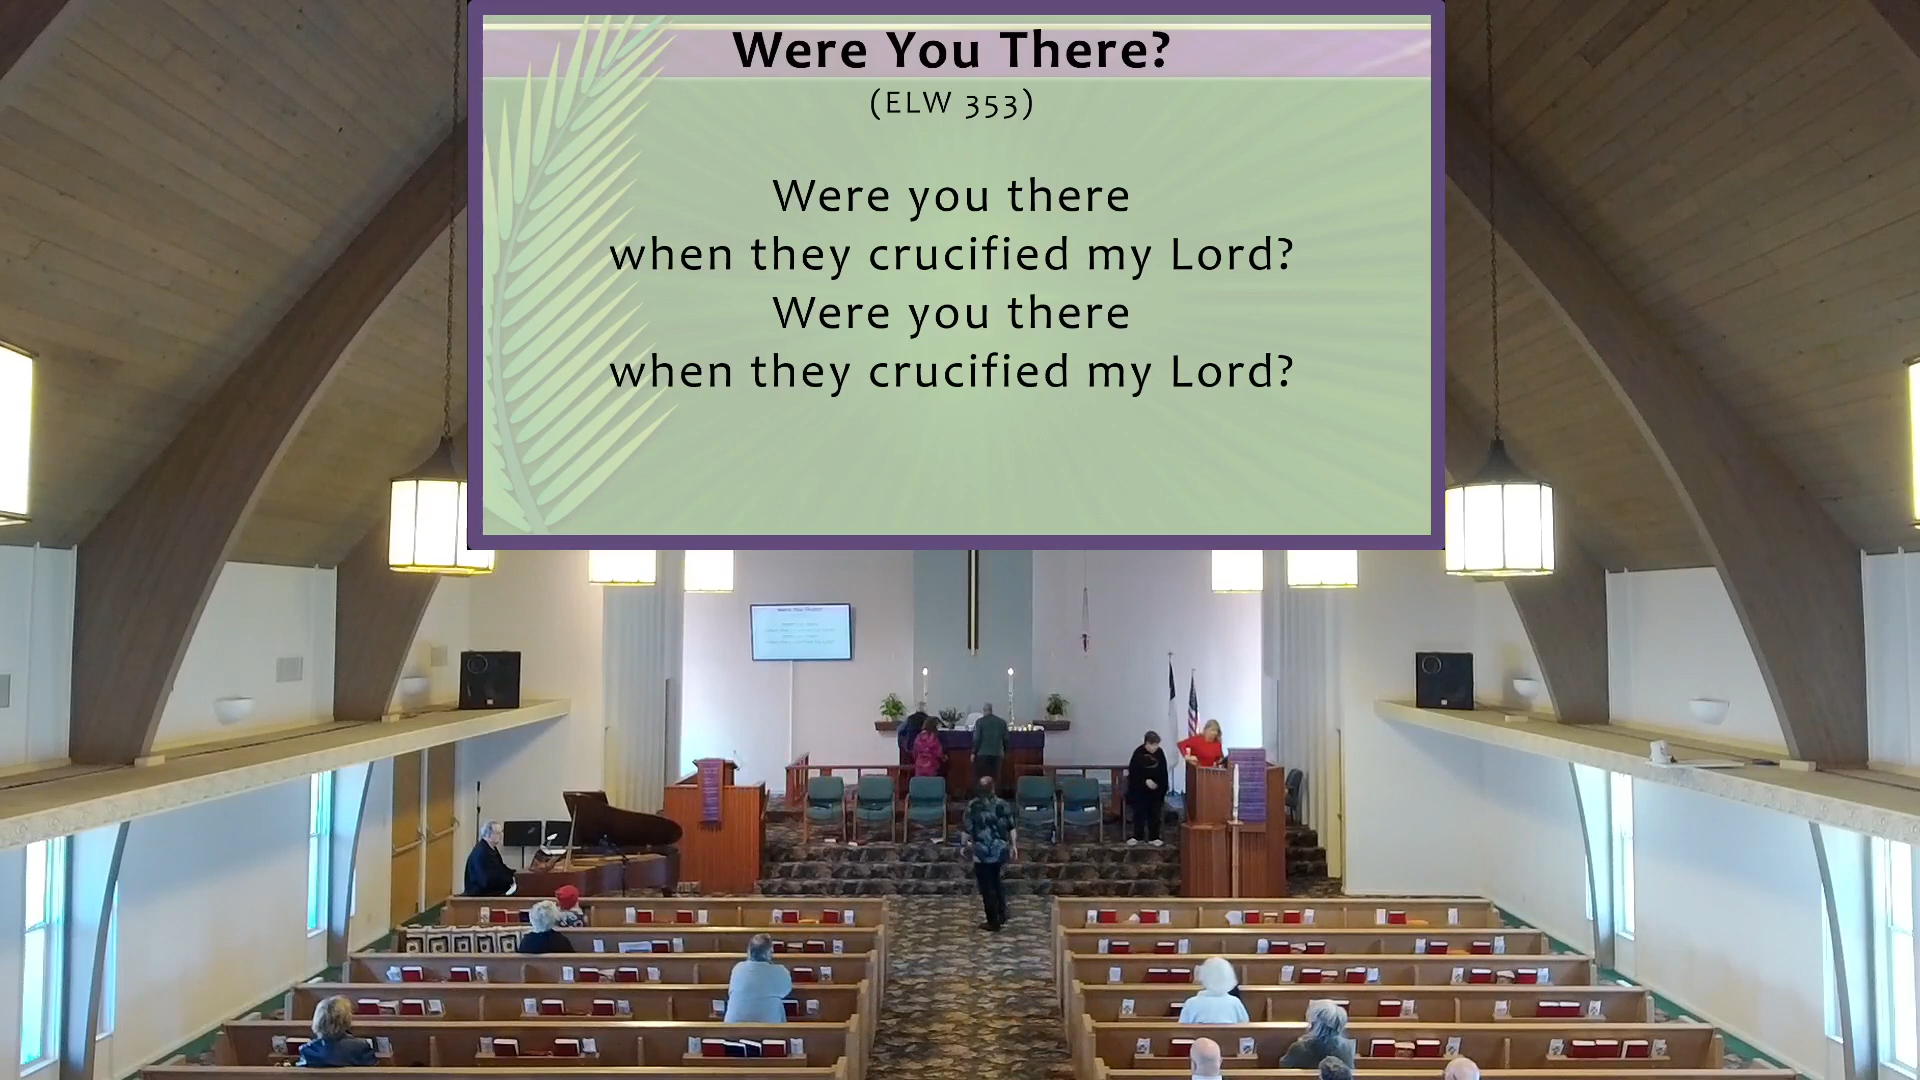 Were You There?
(ELW 353)
Were you there
when they crucified my Lord?
Were you there
when they crucified my Lord?